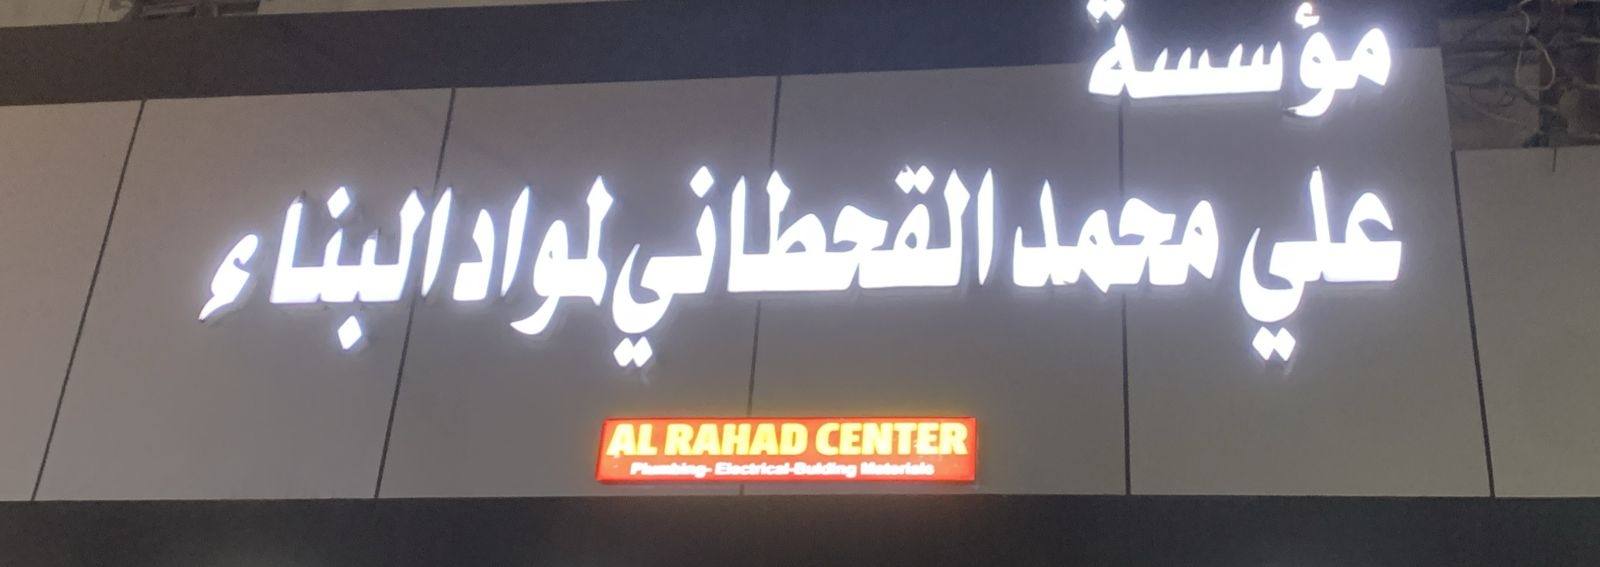 مؤسسة
علي محمد القحطاني لمواد البناء
AL RAHAD CENTER
Plumbing- Electrical-Bulding Materials